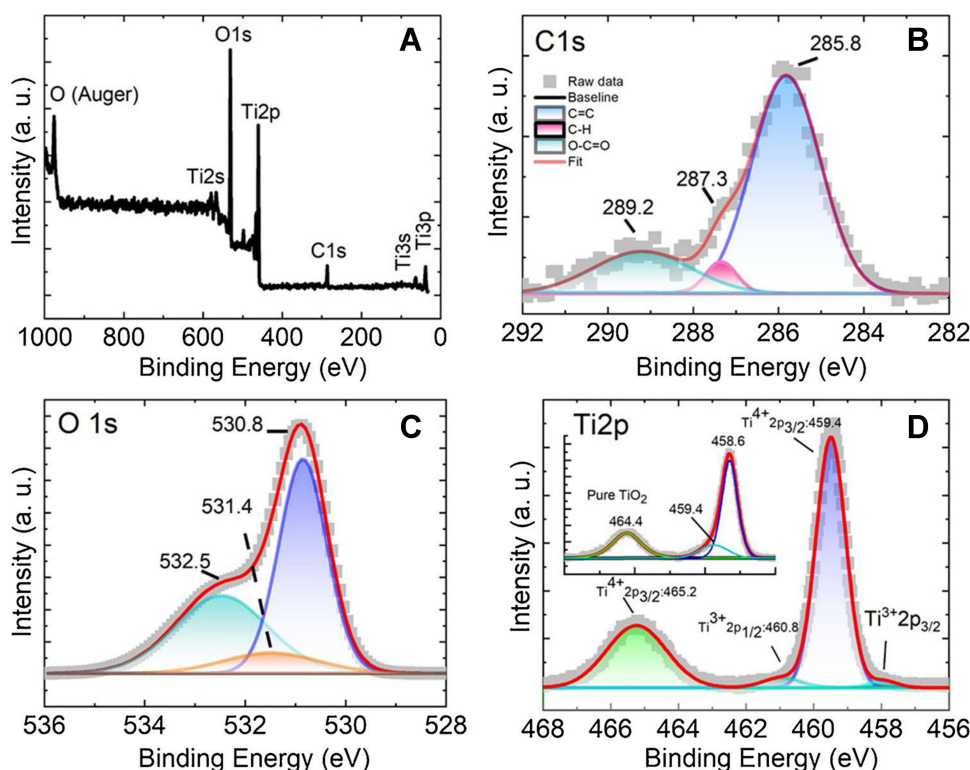 A
O1s
O (Auger)
Ti2p
Ti2s
C1s
Ti3s
Ti3p
Intensity (a. u.)
1000 800 600 400 200 0
Binding Energy (eV)
C1s
B
285.8
Raw data
Baseline
C=C
C-H
O-C=O
Fit
287.3
289.2
Intensity (a. u.)
292 290 288 286 284 282
Binding Energy (eV)
O 1s
C
530.8
531.4
532.5
Intensity (a. u.)
536 534 532 530 528
Binding Energy (eV)
Ti2p
D
Ti4+2p3/2:459.4
458.6
Pure TiO2
459.4
464.4
Ti4+2p3/2:465.2
Ti3+2p1/2:460.8
Ti3+2p3/2
Intensity (a. u.)
468 466 464 462 460 458 456
Binding Energy (eV)